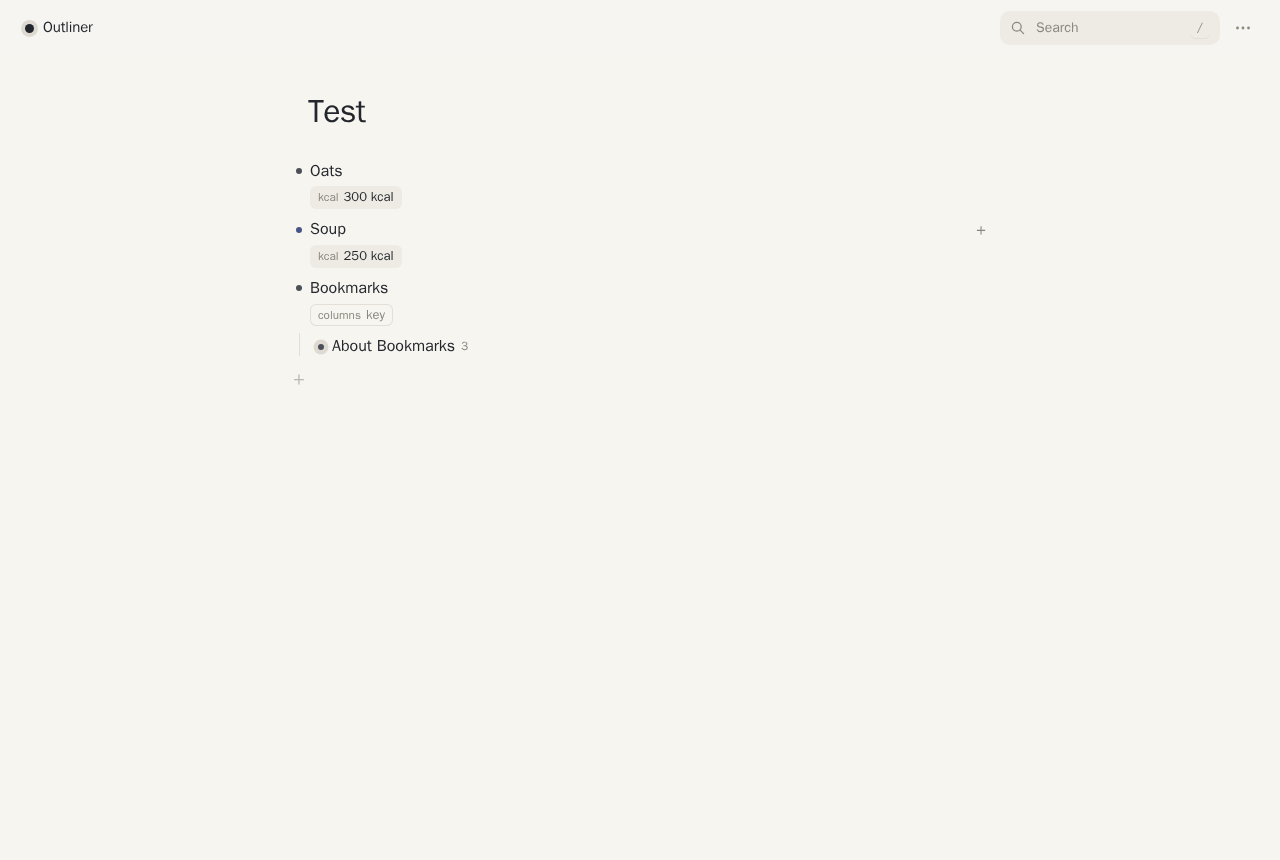 Outliner
Search /
Test
Oats
kcal 300 kcal
Soup
kcal 250 kcal
Bookmarks
columns key
About Bookmarks 3